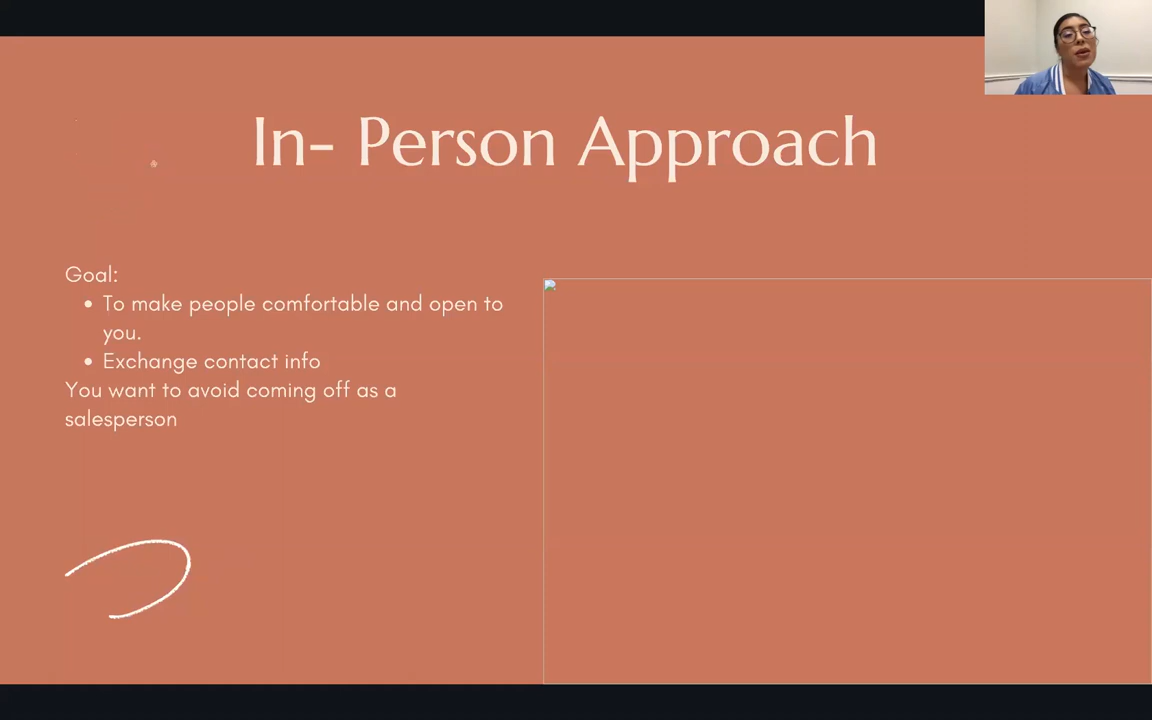 In- Person Approach
Goal:
• To make people comfortable and open to
you.
• Exchange contact info
You want to avoid coming off as a
salesperson